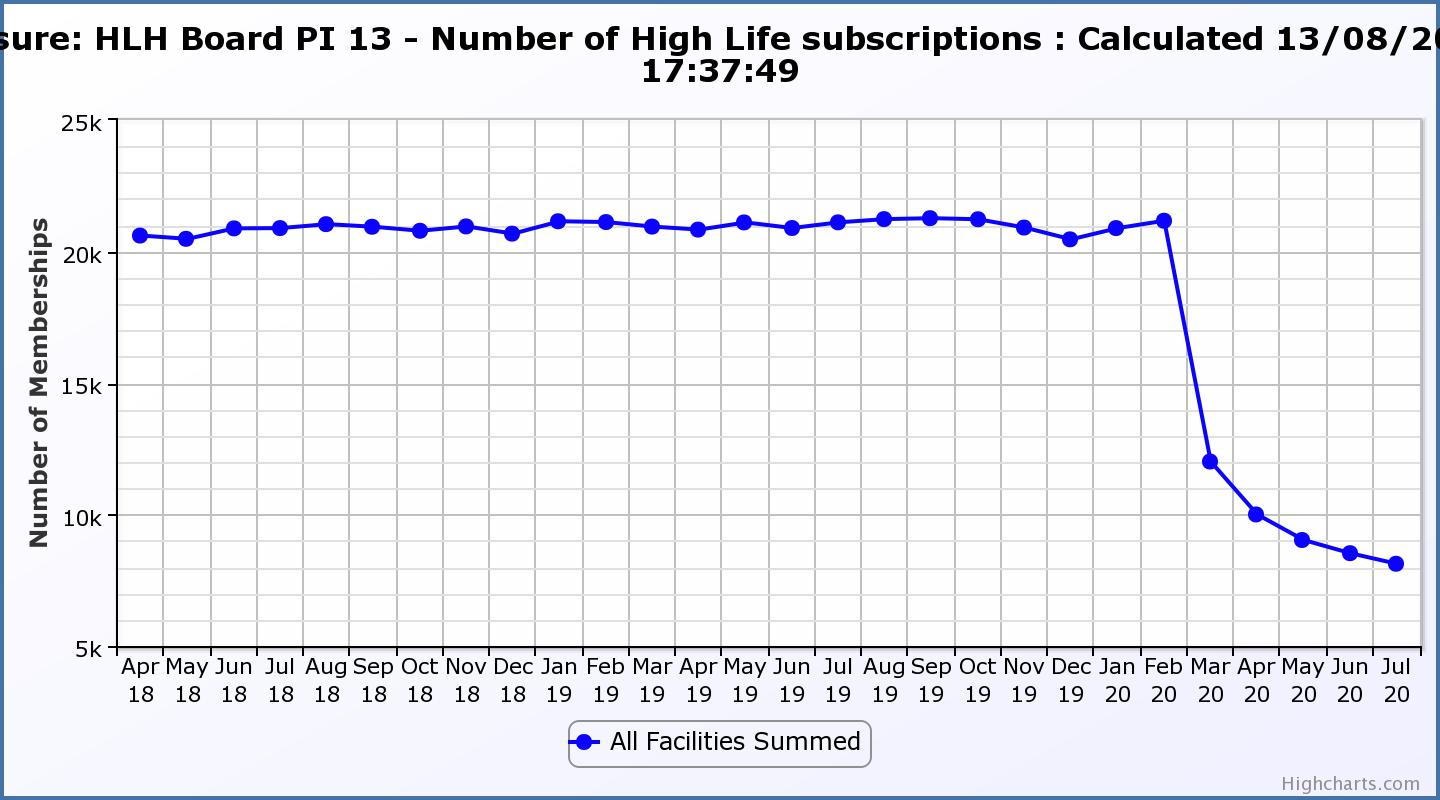 sure: HLH Board PI 13 - Number of High Life subscriptions : Calculated 13/08/20
17:37:49
25k
20k
15k
10k
5k
Number of Memberships
Apr May Jun Jul Aug Sep Oct Nov Dec Jan Feb Mar Apr May Jun Jul Aug Sep Oct Nov Dec Jan Feb Mar Apr May Jun Jul
18 18 18 18 18 18 18 18 18 19 19 19 19 19 19 19 19 19 19 19 19 20 20 20 20 20 20 20
All Facilities Summed
Highcharts.com